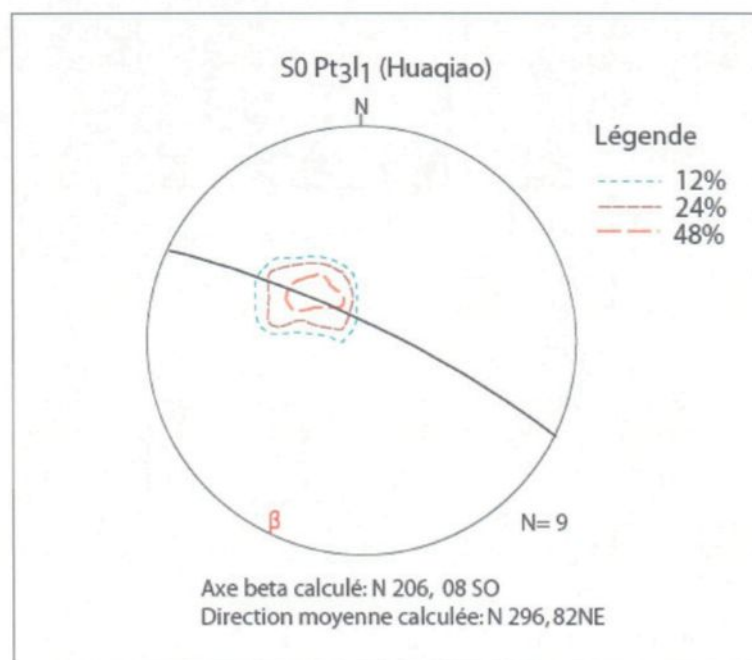 S0 Pt3l1 (Huaqiao)
N
Légende
12%
24%
48%
β
N= 9
Axe beta calculé: N 206, 08 SO
Direction moyenne calculée: N 296,82NE